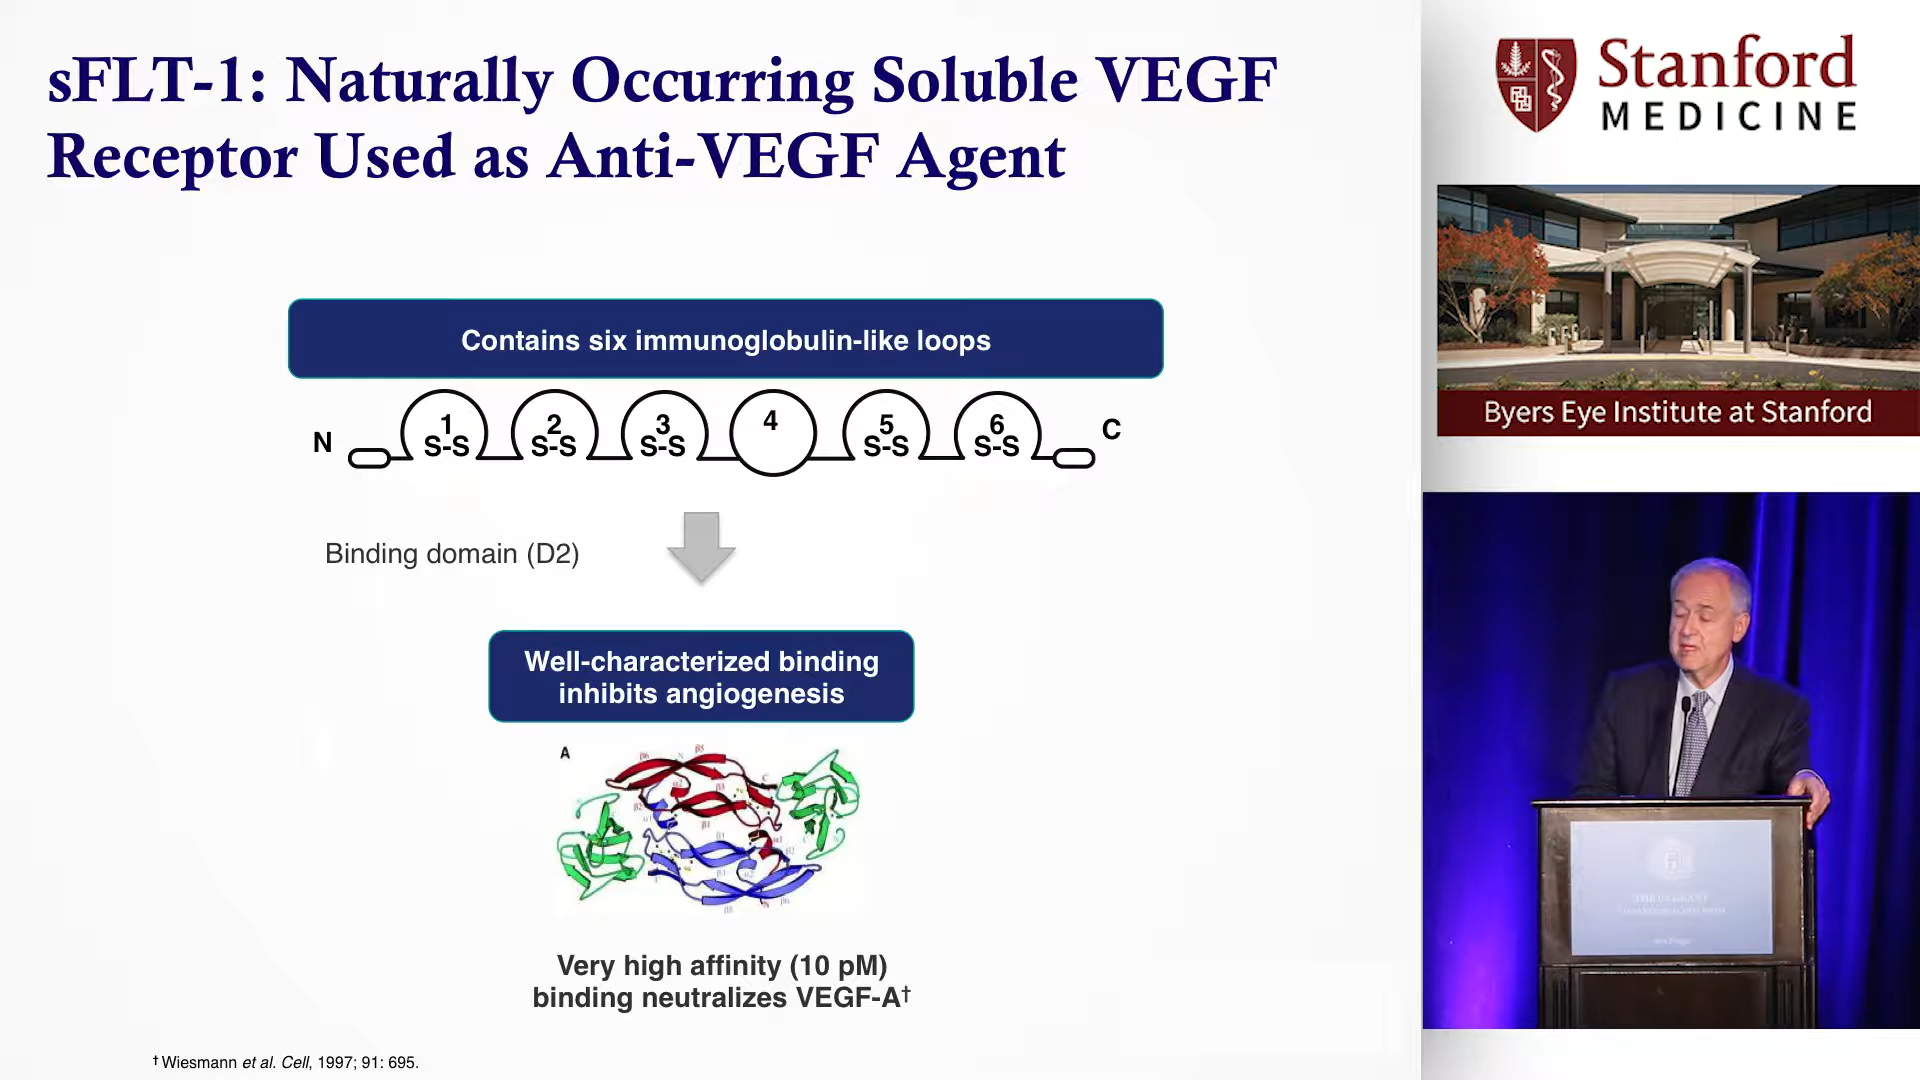 sFLT-1: Naturally Occurring Soluble VEGF
Receptor Used as Anti-VEGF Agent
Contains six immunoglobulin-like loops
N
1
S-S
2
S-S
3
S-S
4
5
S-S
6
S-S
C
Binding domain (D2)
Well-characterized binding
inhibits angiogenesis
A
Very high affinity (10 pM)
binding neutralizes VEGF-A†
† Wiesmann et al. Cell, 1997; 91: 695.
Stanford
MEDICINE
Byers Eye Institute at Stanford